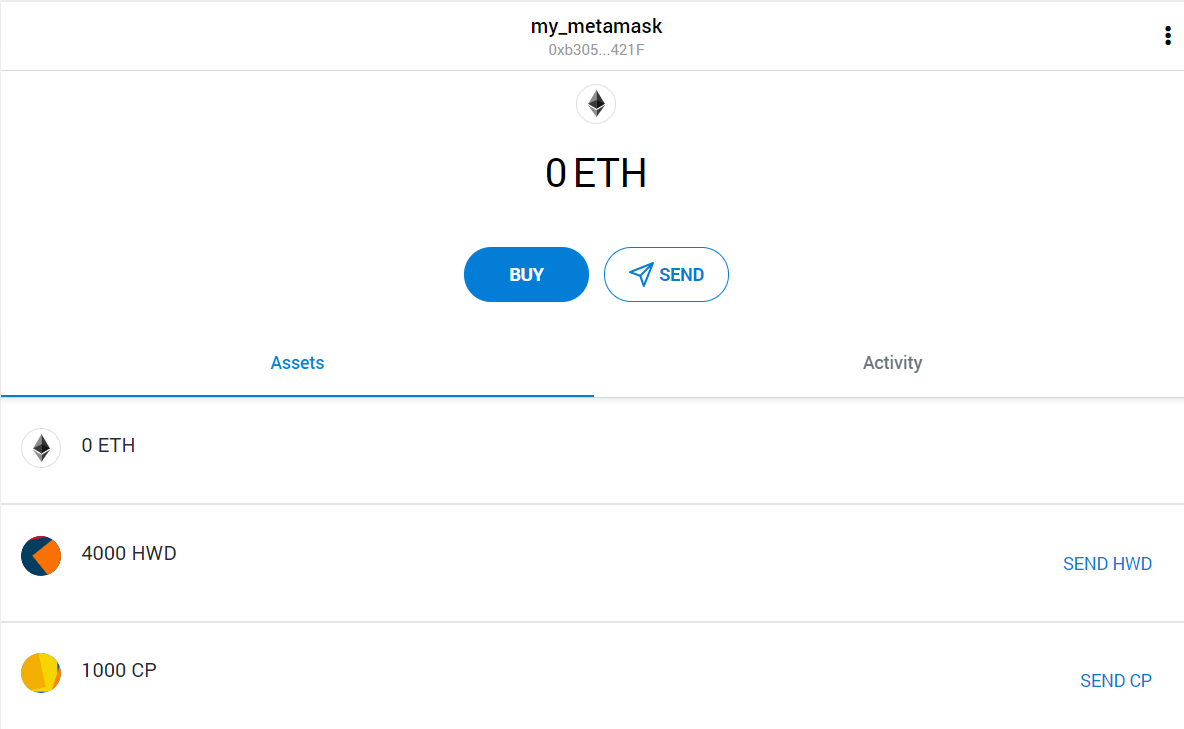 my_metamask
0xb305...421F
0 ETH
BUY
SEND
Assets
Activity
0 ETH
4000 HWD
SEND HWD
1000 CP
SEND CP